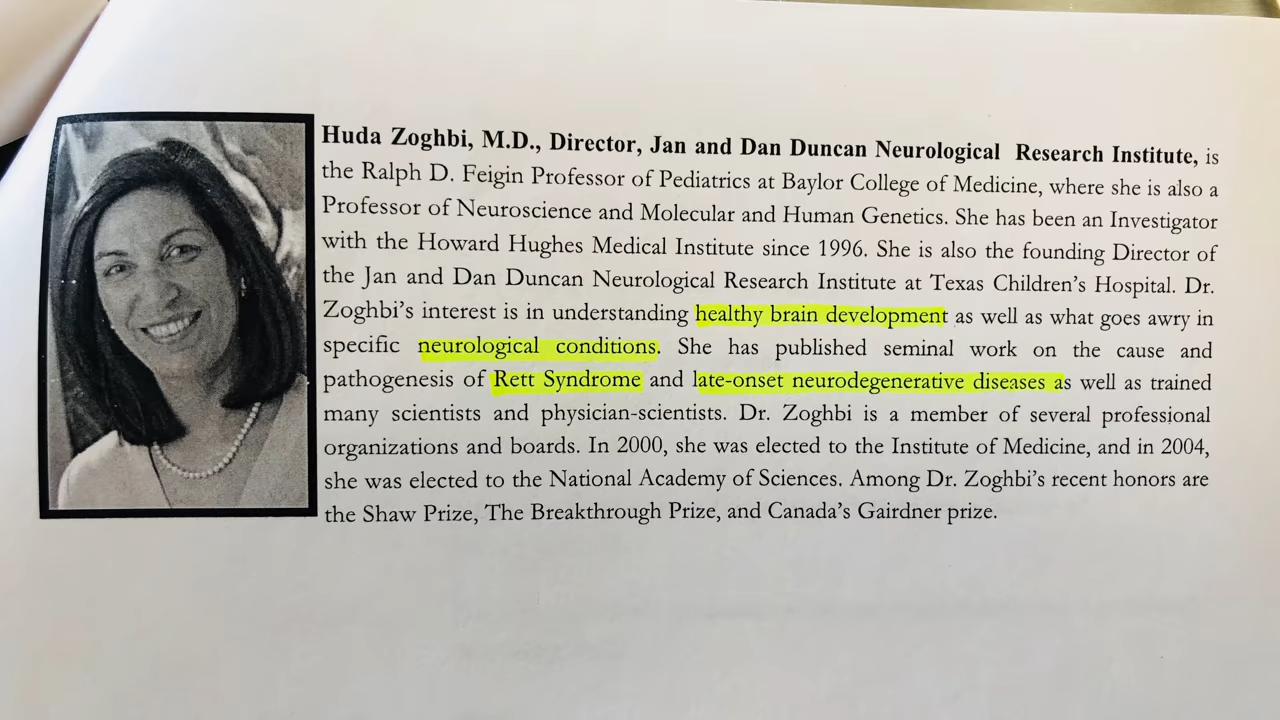 Huda Zoghbi, M.D., Director, Jan and Dan Duncan Neurological Research Institute, is
the Ralph D. Feigin Professor of Pediatrics at Baylor College of Medicine, where she is also a
Professor of Neuroscience and Molecular and Human Genetics. She has been an Investigator
with the Howard Hughes Medical Institute since 1996. She is also the founding Director of
the Jan and Dan Duncan Neurological Research Institute at Texas Children's Hospital. Dr.
Zoghbi's interest is in understanding healthy brain development as well as what goes awry in
specific neurological conditions. She has published seminal work on the cause and
pathogenesis of Rett Syndrome and late-onset neurodegenerative diseases as well as trained
many scientists and physician-scientists. Dr. Zoghbi is a member of several professional
organizations and boards. In 2000, she was elected to the Institute of Medicine, and in 2004,
she was elected to the National Academy of Sciences. Among Dr. Zoghbi's recent honors are
the Shaw Prize, The Breakthrough Prize, and Canada's Gairdner prize.